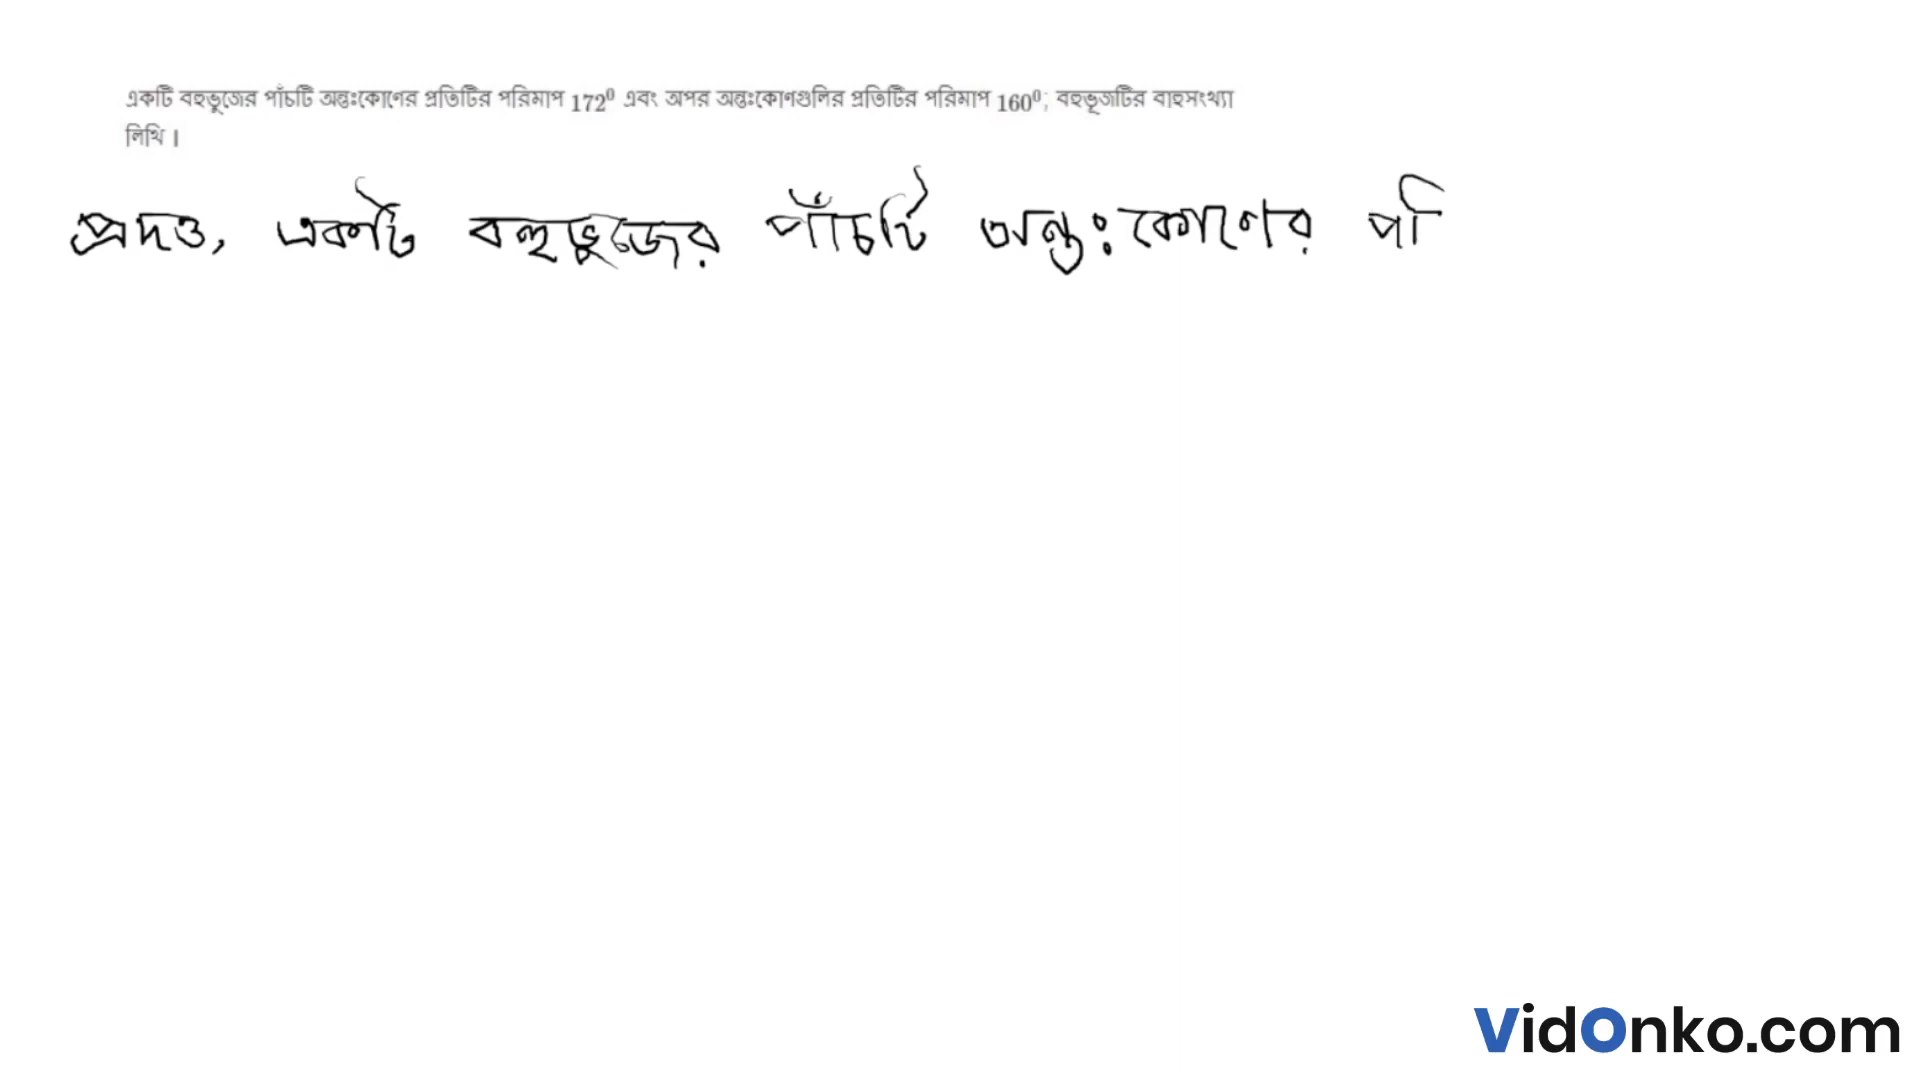 একটি বহুভুজের পাঁচটি অন্তঃকোণের প্রতিটির পরিমাপ 172⁰ এবং অপর অন্তঃকোণগুলির প্রতিটির পরিমাপ 160⁰; বহুভূজটির বাহুসংখ্যা
লিখি ।
প্রদত্ত, একটি বহুভুজের পাঁচটি অন্তঃকোণের পরি
VidOnko.com